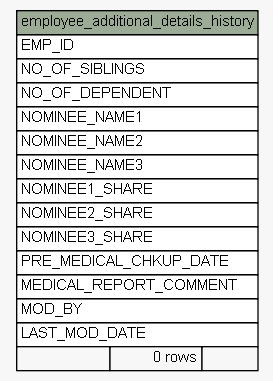 employee_additional_details_history
EMP_ID
NO_OF_SIBLINGS
NO_OF_DEPENDENT
NOMINEE_NAME1
NOMINEE_NAME2
NOMINEE_NAME3
NOMINEE1_SHARE
NOMINEE2_SHARE
NOMINEE3_SHARE
PRE_MEDICAL_CHKUP_DATE
MEDICAL_REPORT_COMMENT
MOD_BY
LAST_MOD_DATE
0 rows